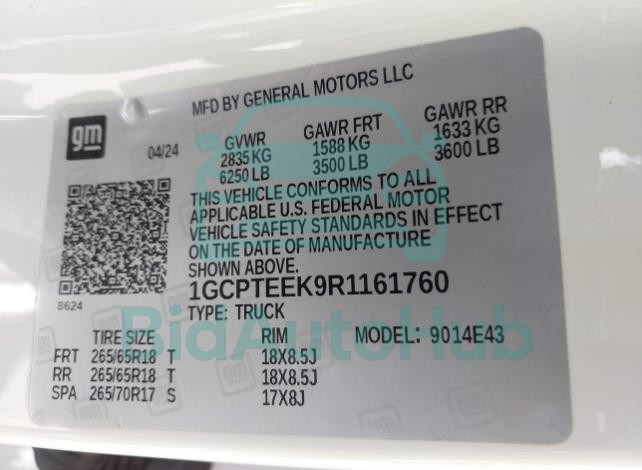 MFD BY GENERAL MOTORS LLC
gm
04/24
GVWR GAWR FRT GAWR RR
2835 KG 1588 KG 1633 KG
6250 LB 3500 LB 3600 LB
THIS VEHICLE CONFORMS TO ALL
APPLICABLE U.S. FEDERAL MOTOR
VEHICLE SAFETY STANDARDS IN EFFECT
ON THE DATE OF MANUFACTURE
SHOWN ABOVE.
8624
1GCPTEEK9R1161760
TYPE: TRUCK
BidAutoHub
TIRE SIZE RIM MODEL: 9014E43
FRT 265/65R18 T 18X8.5J
RR 265/65R18 T 18X8.5J
SPA 265/70R17 S 17X8J